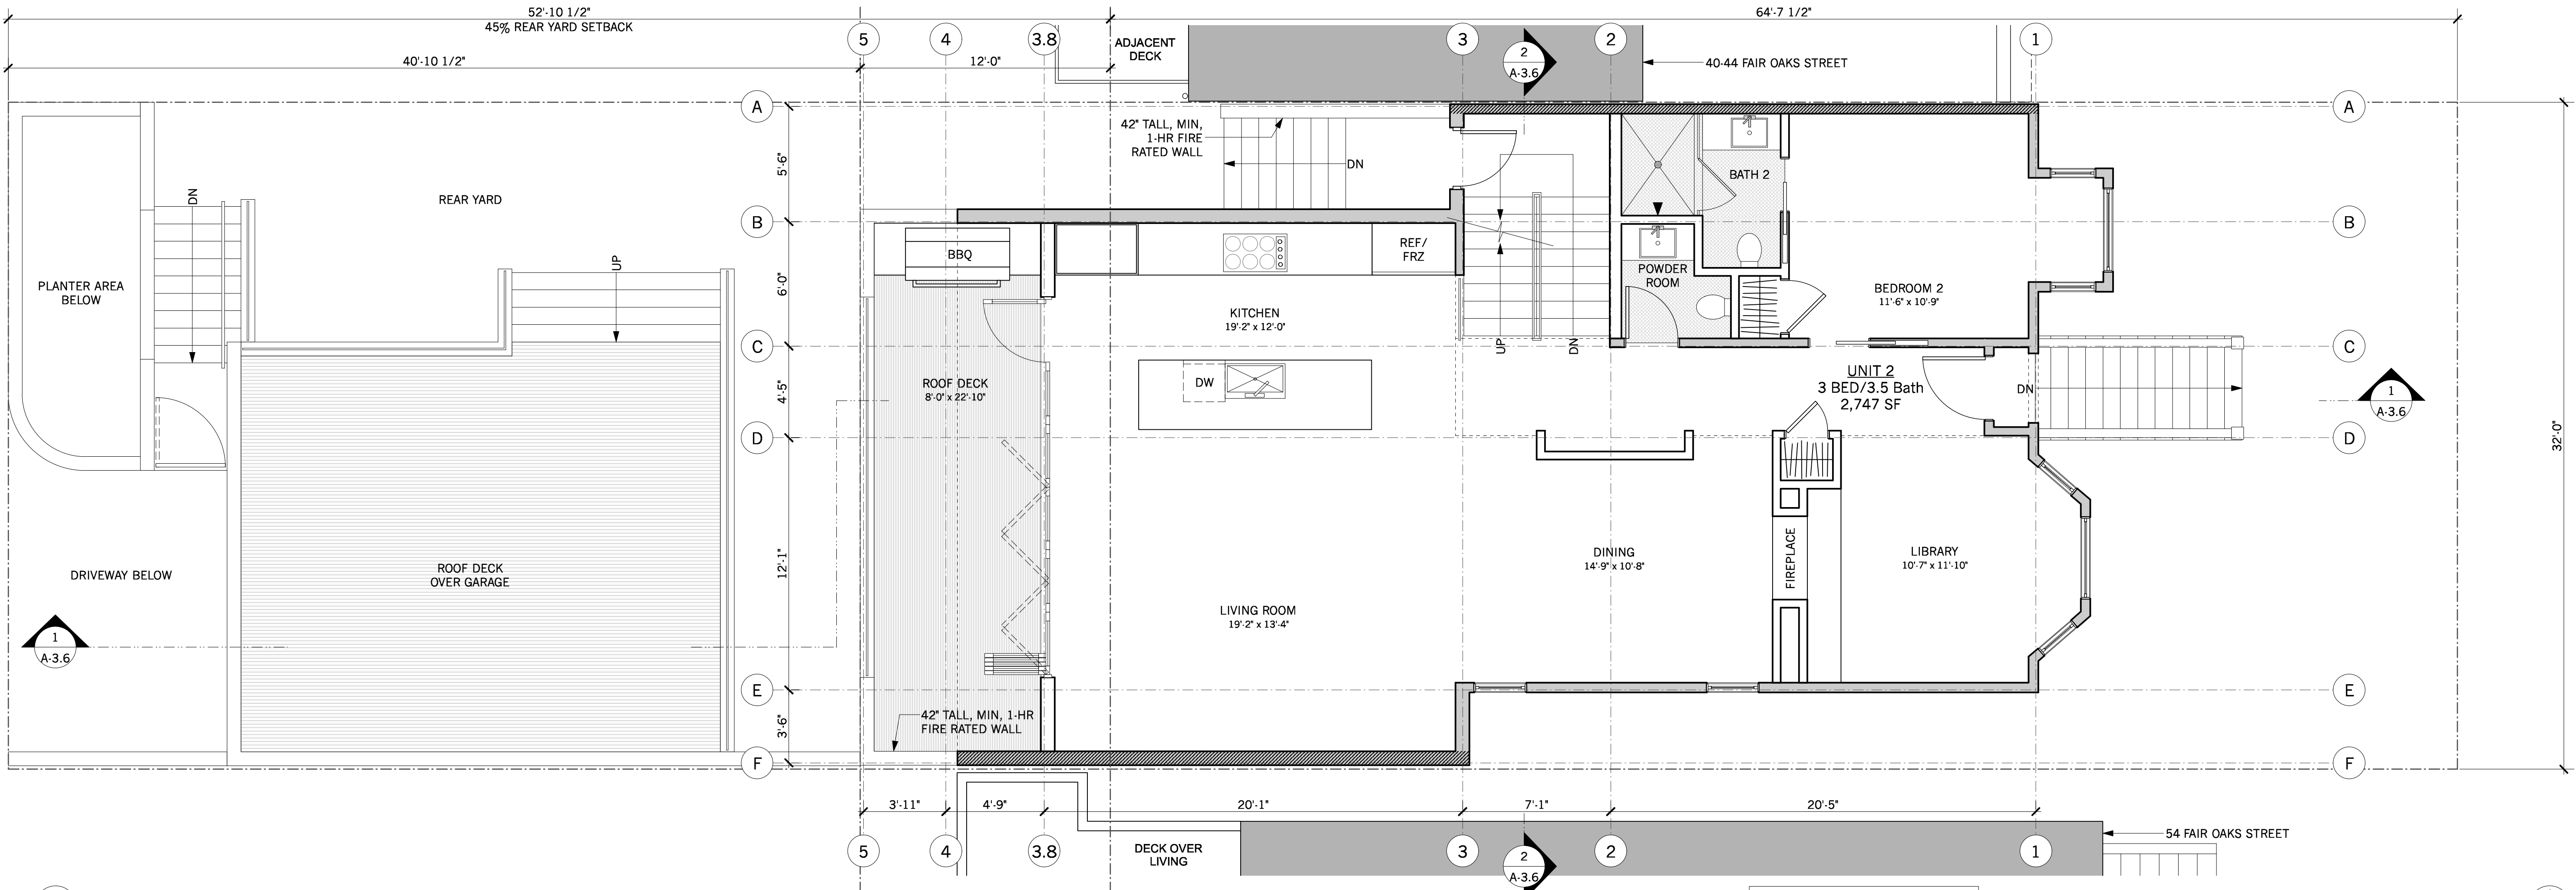 52'-10 1/2"
45% REAR YARD SETBACK
64'-7 1/2"
40'-10 1/2"
12'-0"
5
4
3.8
ADJACENT
DECK
3
2
A-3.6
2
40-44 FAIR OAKS STREET
1
A
A
42" TALL, MIN,
1-HR FIRE
RATED WALL
DN
5'-6"
DN
REAR YARD
BATH 2
B
B
BBQ
REF/
FRZ
UP
6'-0"
PLANTER AREA
BELOW
POWDER
ROOM
BEDROOM 2
11'-6" x 10'-9"
KITCHEN
19'-2" x 12'-0"
C
UP
DN
C
UNIT 2
3 BED/3.5 Bath
2,747 SF
DN
ROOF DECK
8'-0" x 22'-10"
DW
4'-5"
1
A-3.6
D
D
32'-0"
12'-1"
DRIVEWAY BELOW
ROOF DECK
OVER GARAGE
DINING
14'-9" x 10'-8"
FIREPLACE
LIBRARY
10'-7" x 11'-10"
LIVING ROOM
19'-2" x 13'-4"
1
A-3.6
E
E
42" TALL, MIN, 1-HR
FIRE RATED WALL
3'-6"
F
F
3'-11"
4'-9"
20'-1"
7'-1"
20'-5"
5
4
3.8
DECK OVER
LIVING
3
2
A-3.6
2
1
54 FAIR OAKS STREET